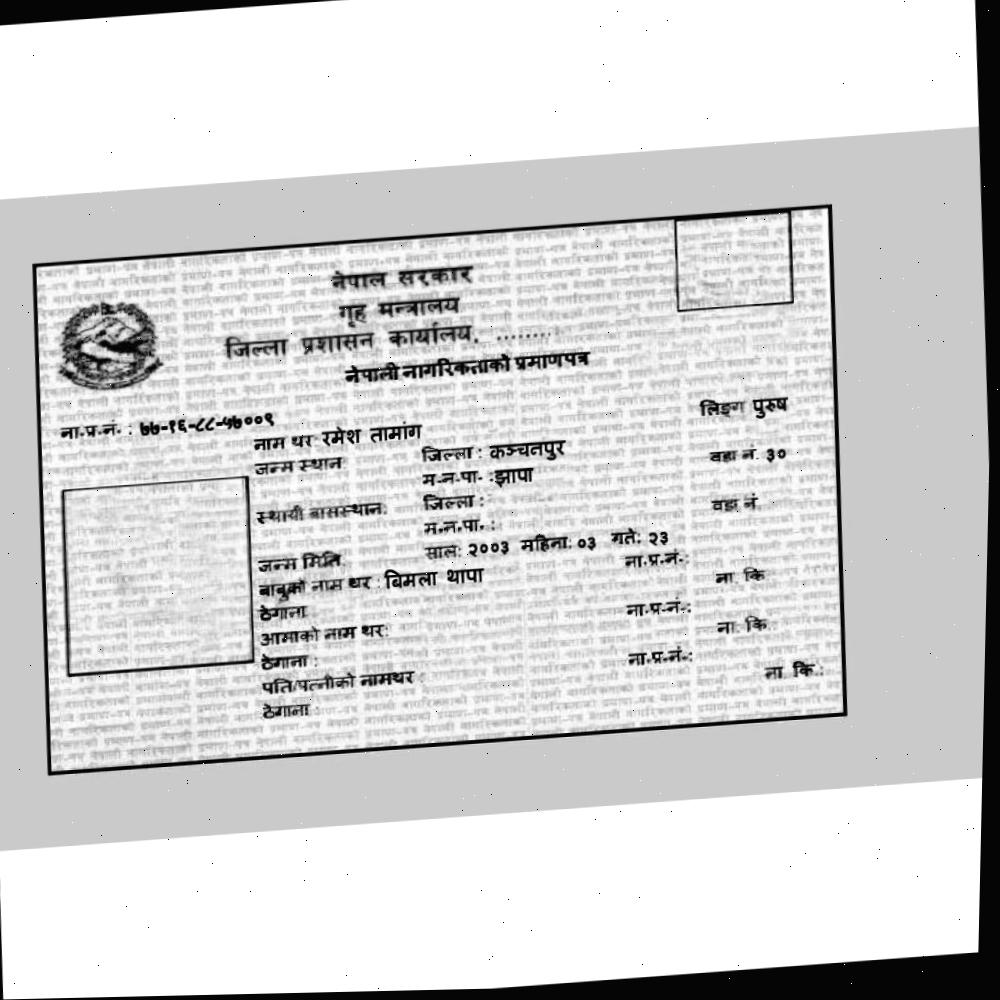 नेपाल सरकार
गृह मन्त्रालय
जिल्ला प्रशासन कार्यालय, .........
नेपाली नागरिकताको प्रमाणपत्र
ना.प्र.नं. : ७७-१६-८८-५७००९
लिङ्ग पुरुष
नाम थर रमेश तामांग
जन्म स्थान: जिल्ला : कञ्चनपुर
म.न.पा. :झापा वडा नं. ३०
स्थायी बासस्थान: जिल्ला :
म.न.पा. : वडा नं.
जन्म मिति: साल: २००३ महिना: ०३ गते: २३
बाबुको नाम थर : बिमला थापा ना.प्र.नं.:
ठेगाना ना. कि
आमाको नाम थर: ना.प्र.नं.:
ठेगाना : ना. कि.:
पति/पत्नीको नामथर : ना.प्र.नं.:
ठेगाना : ना. कि.: